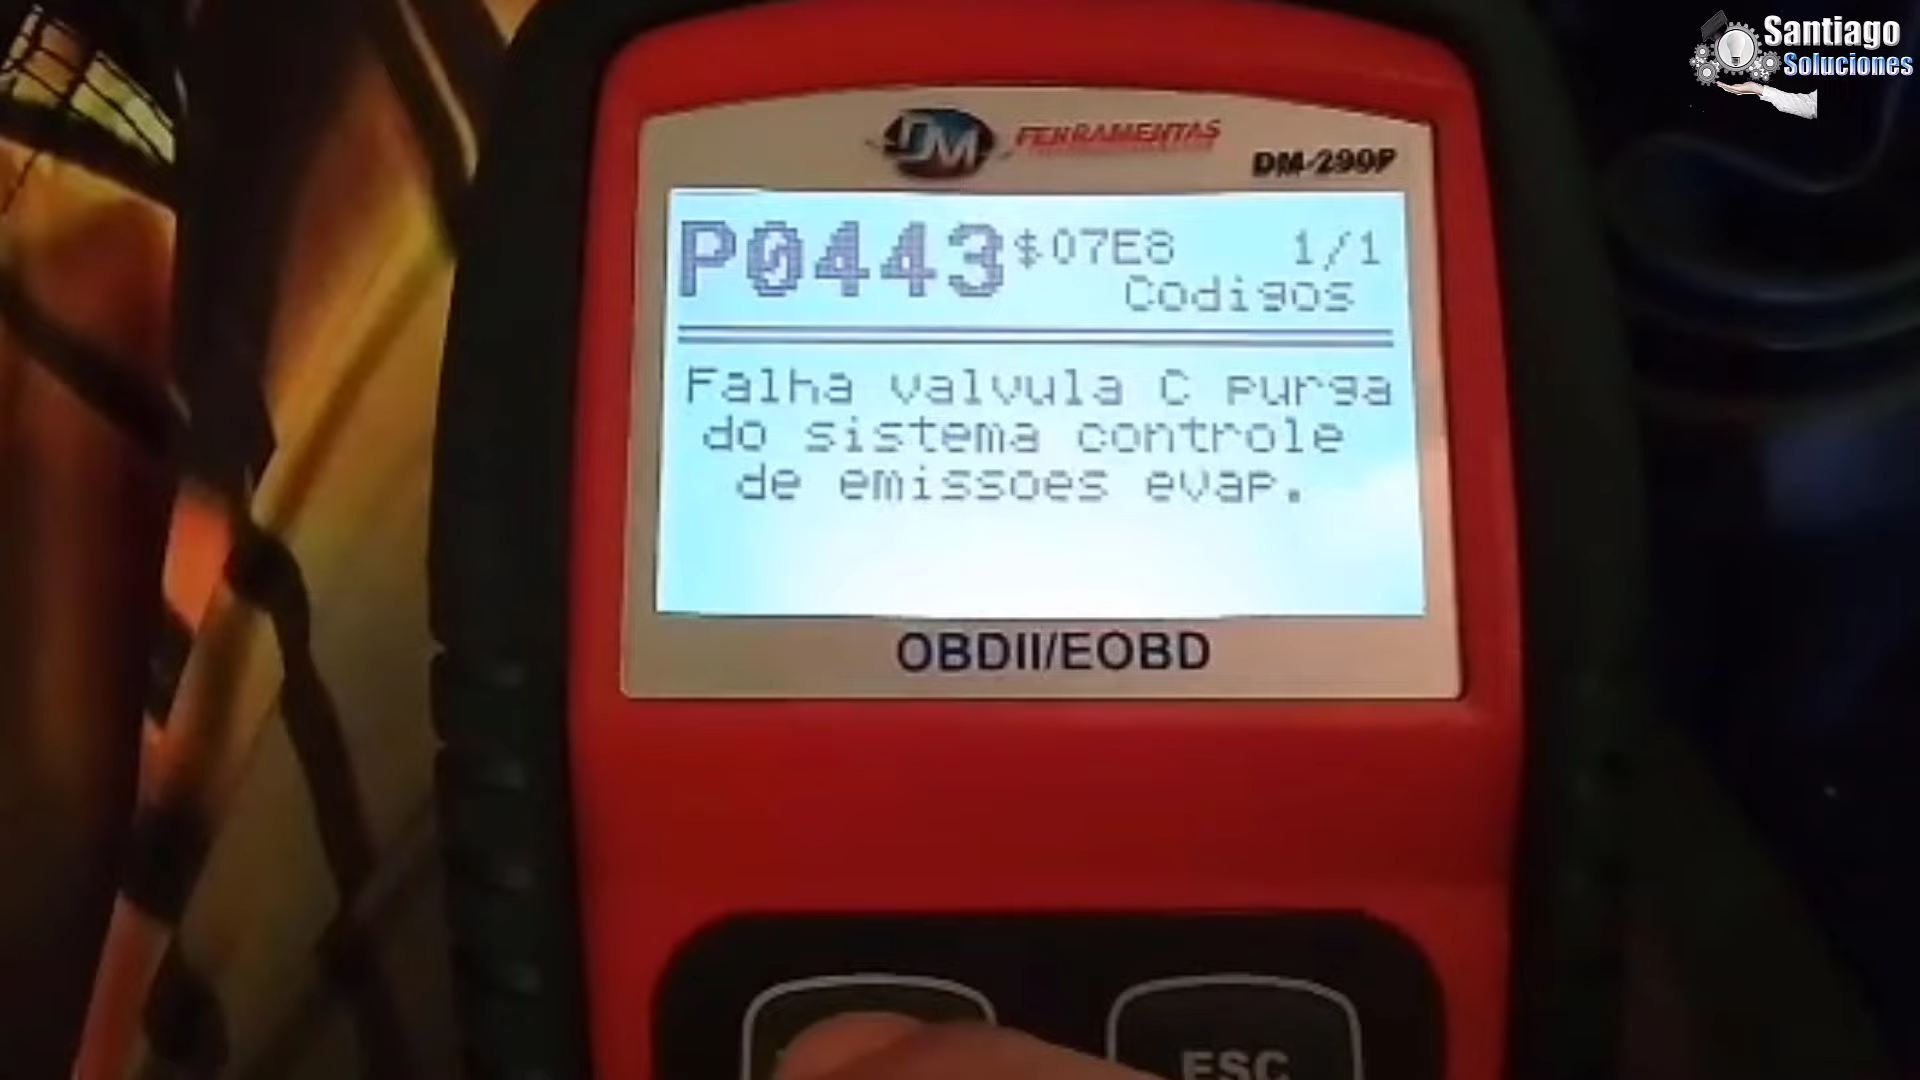 Santiago
Soluciones
DM FERRAMENTAS
DM-290P
P0443 $07E8 1/1
Codigos
Falha valvula C purga
do sistema controle
de emissoes evap.
OBDII/EOBD
ESC